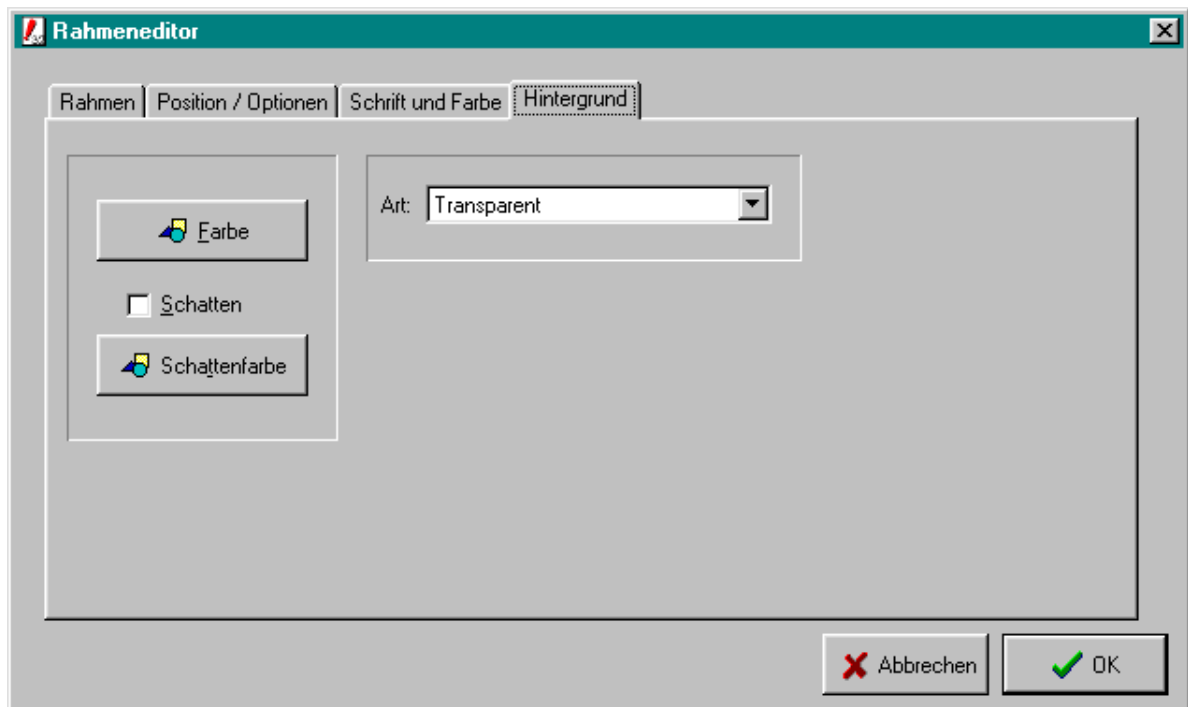 Rahmeneditor
Rahmen Position / Optionen Schrift und Farbe Hintergrund
Farbe
Art: Transparent
Schatten
Schattenfarbe
Abbrechen OK